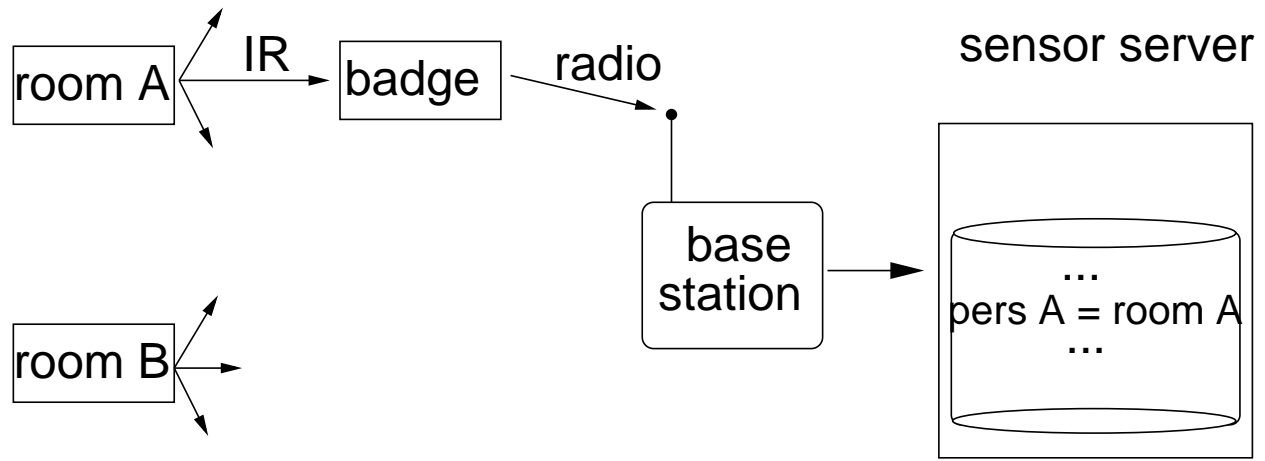 room A
IR
badge
radio
sensor server
base
station
...
pers A = room A
...
room B